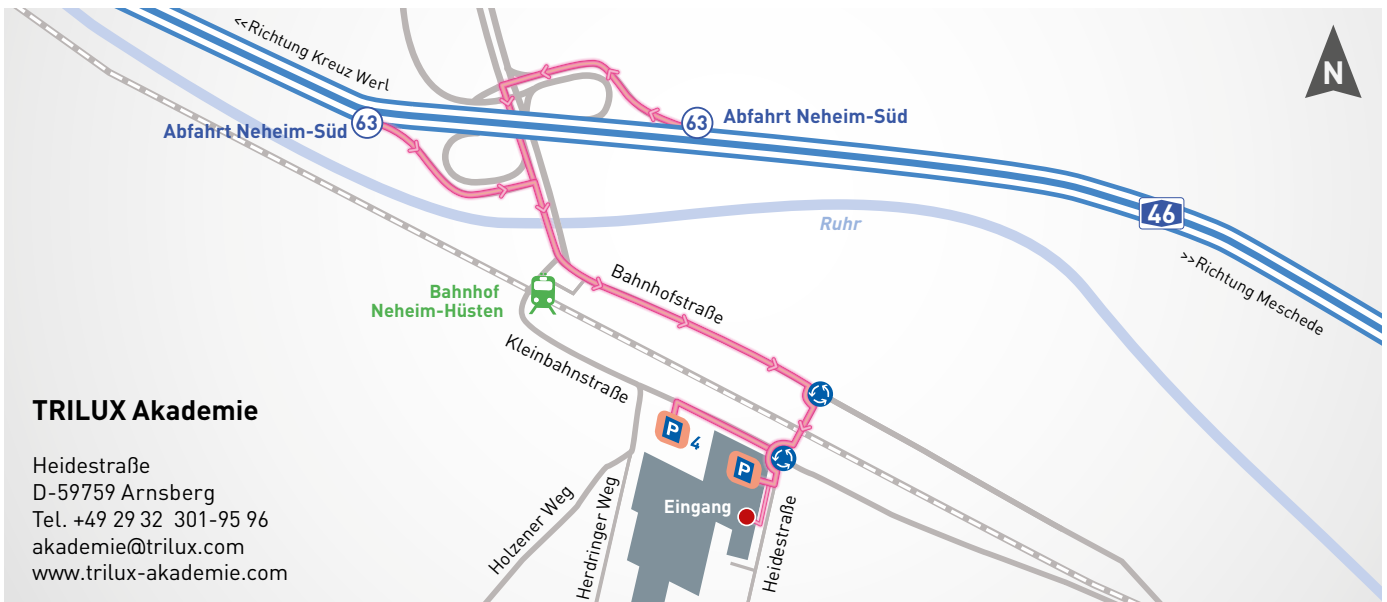 <<Richtung Kreuz Werl
N
Abfahrt Neheim-Süd
63
63
Abfahrt Neheim-Süd
46
Ruhr
>>Richtung Meschede
Bahnhof
Neheim-Hüsten
Bahnhofstraße
Kleinbahnstraße
P
4
P
Eingang
Holzener Weg
Herdringer Weg
Heidestraße
TRILUX Akademie
Heidestraße
D-59759 Arnsberg
Tel. +49 29 32 301-95 96
akademie@trilux.com
www.trilux-akademie.com